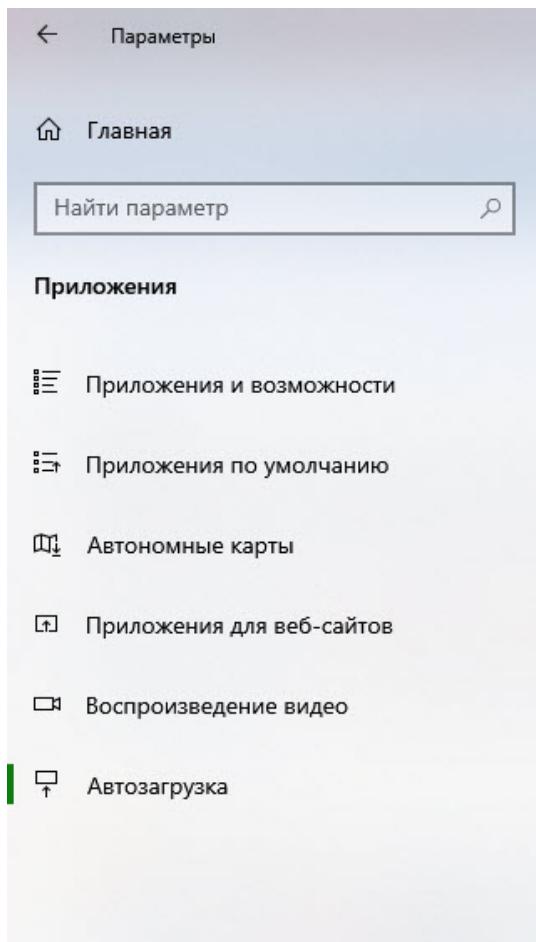 Параметры
Главная
Найти параметр
Приложения
Приложения и возможности
Приложения по умолчанию
Автономные карты
Приложения для веб-сайтов
Воспроизведение видео
Автозагрузка